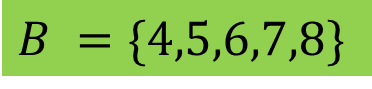 B = {4,5,6,7,8}